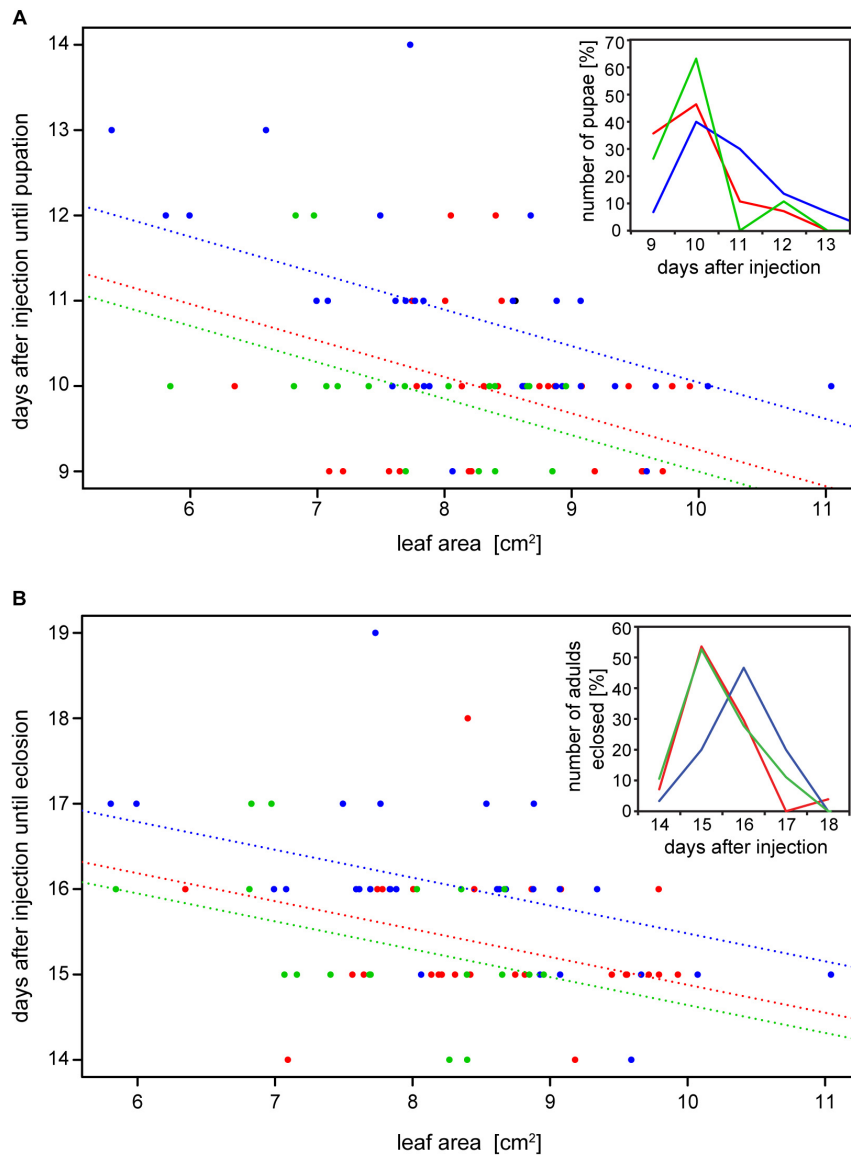 A
14
13
12
11
10
9
days after injection until pupation
6 7 8 9 10 11
leaf area [cm²]
70
60
50
40
30
20
10
0
number of pupae [%]
9 10 11 12 13
days after injection
B
19
18
17
16
15
14
days after injection until eclosion
6 7 8 9 10 11
leaf area [cm²]
60
50
40
30
20
10
0
number of adulds
eclosed [%]
14 15 16 17 18
days after injection